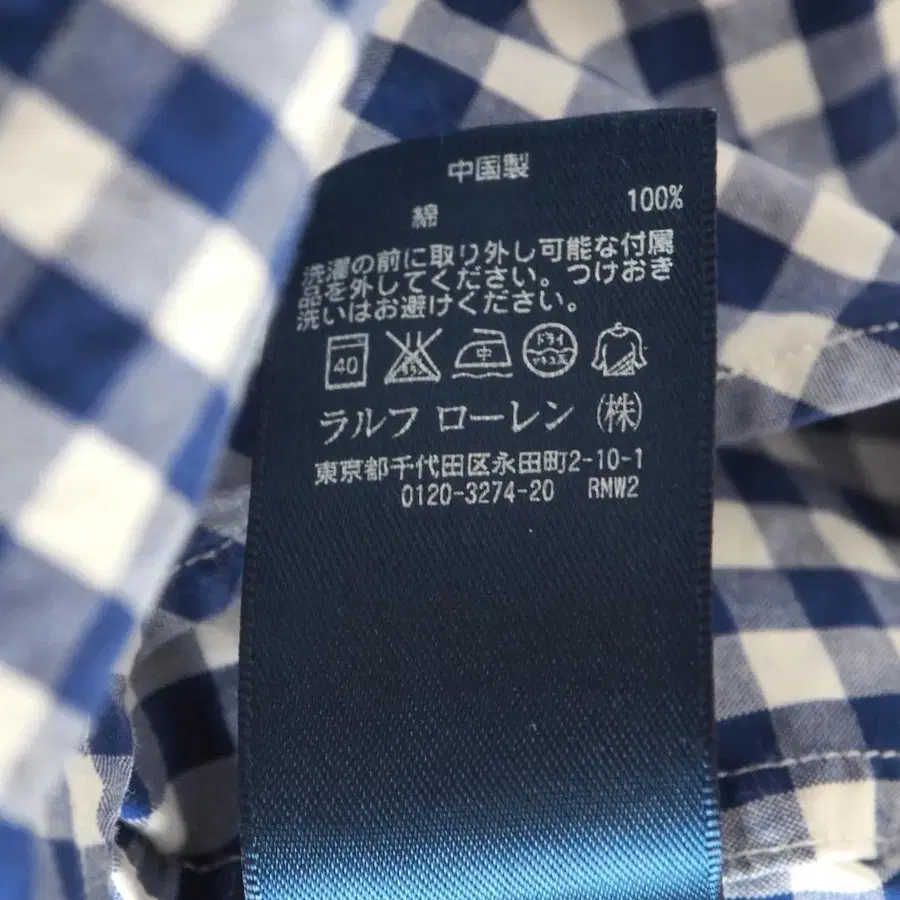 中国製
綿 100%
洗濯の前に取り外し可能な付属
品を外してください。つけおき
洗いはお避けください。
40 中 ドライ
ラルフ ローレン (株)
東京都千代田区永田町2-10-1
0120-3274-20 RMW2